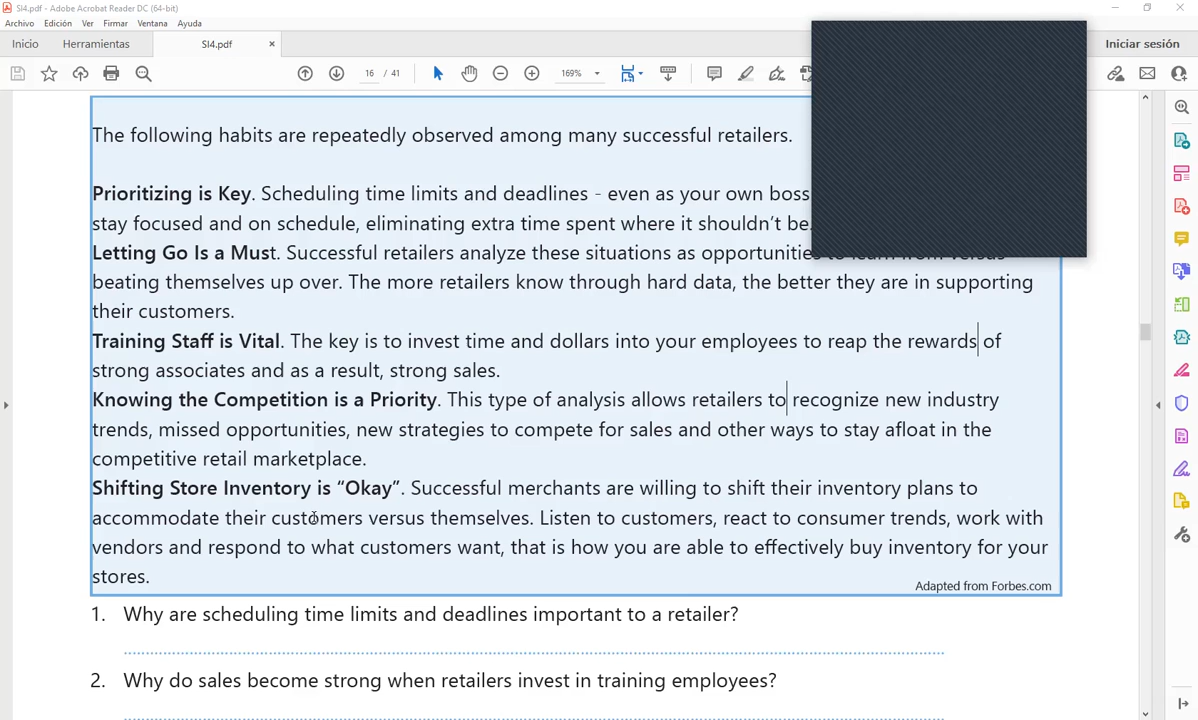 SI4.pdf - Adobe Acrobat Reader DC (64-bit)
Archivo Edición Ver Firmar Ventana Ayuda
Inicio Herramientas SI4.pdf × Iniciar sesión
16 / 41 169%
The following habits are repeatedly observed among many successful retailers.
Prioritizing is Key. Scheduling time limits and deadlines - even as your own boss
stay focused and on schedule, eliminating extra time spent where it shouldn't be.
Letting Go Is a Must. Successful retailers analyze these situations as opportunities to learn from versus
beating themselves up over. The more retailers know through hard data, the better they are in supporting
their customers.
Training Staff is Vital. The key is to invest time and dollars into your employees to reap the rewards of
strong associates and as a result, strong sales.
Knowing the Competition is a Priority. This type of analysis allows retailers to recognize new industry
trends, missed opportunities, new strategies to compete for sales and other ways to stay afloat in the
competitive retail marketplace.
Shifting Store Inventory is “Okay”. Successful merchants are willing to shift their inventory plans to
accommodate their customers versus themselves. Listen to customers, react to consumer trends, work with
vendors and respond to what customers want, that is how you are able to effectively buy inventory for your
stores.
Adapted from Forbes.com
1. Why are scheduling time limits and deadlines important to a retailer?
2. Why do sales become strong when retailers invest in training employees?